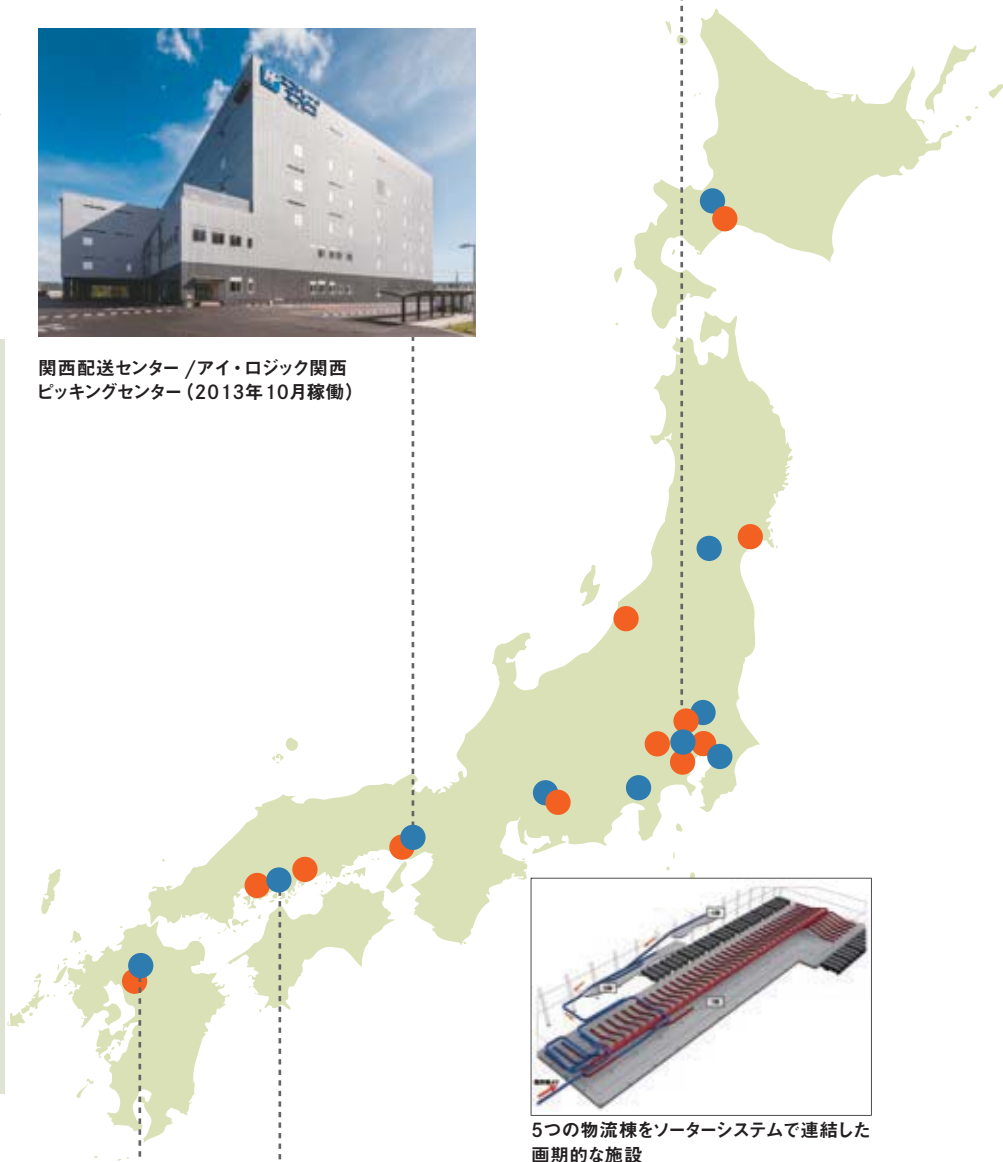 関西配送センター /アイ・ロジック関西
ピッキングセンター(2013年10月稼働)
5つの物流棟をソーターシステムで連結した
画期的な施設